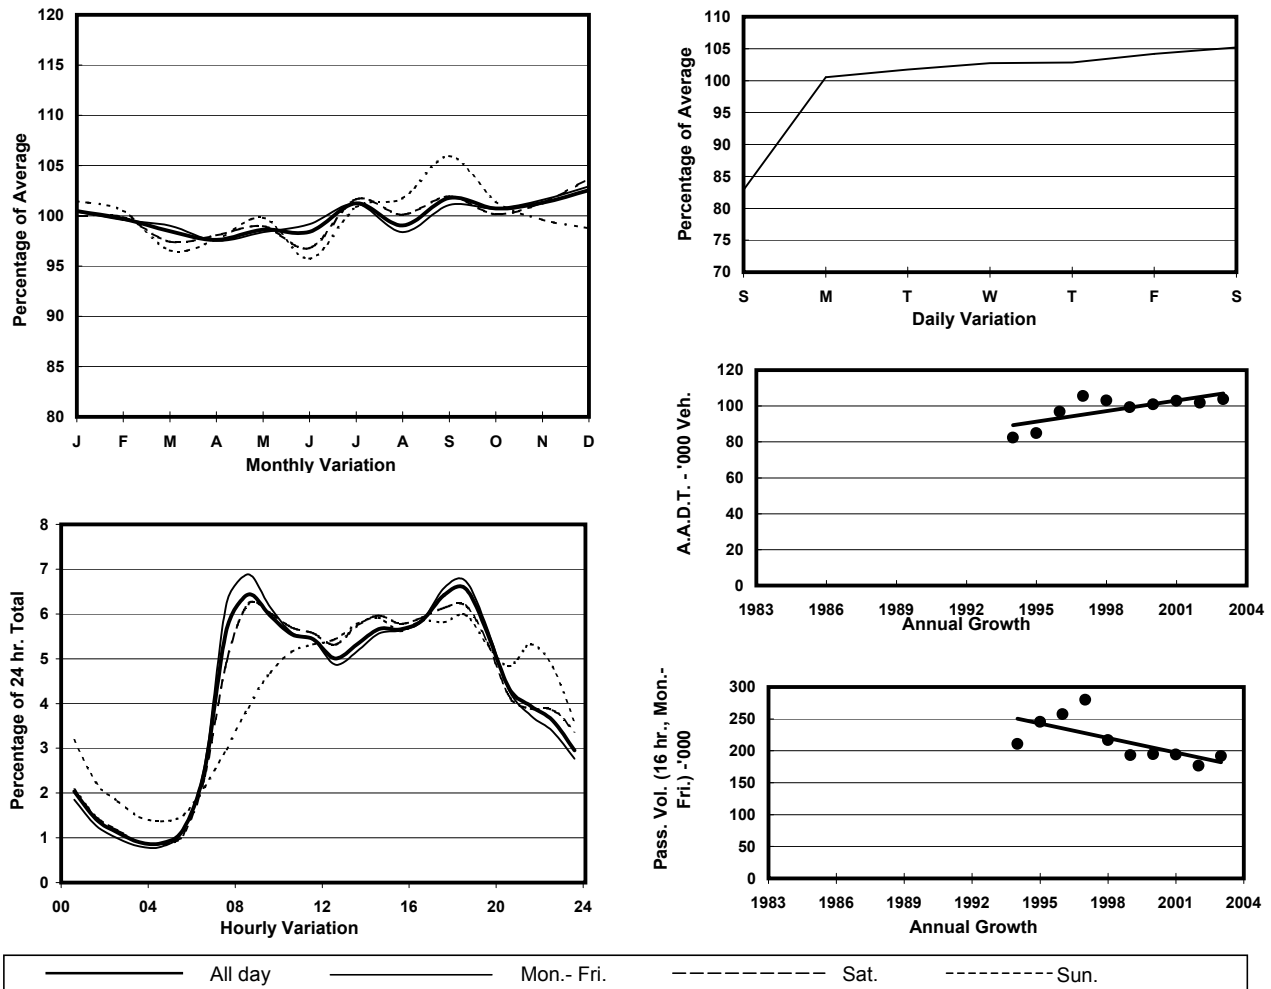 120
115
110
105
100
95
90
85
80
Percentage of Average
J F M A M J J A S O N D
Monthly Variation
110
105
100
95
90
85
80
75
70
Percentage of Average
S M T W T F S
Daily Variation
120
100
80
60
40
20
0
A.A.D.T. - '000 Veh.
1983 1986 1989 1992 1995 1998 2001 2004
Annual Growth
8
7
6
5
4
3
2
1
0
Percentage of 24 hr. Total
00 04 08 12 16 20 24
Hourly Variation
300
250
200
150
100
50
0
Pass. Vol. (16 hr., Mon.-
Fri.) -'000
1983 1986 1989 1992 1995 1998 2001 2004
Annual Growth
All day Mon.- Fri. Sat. Sun.